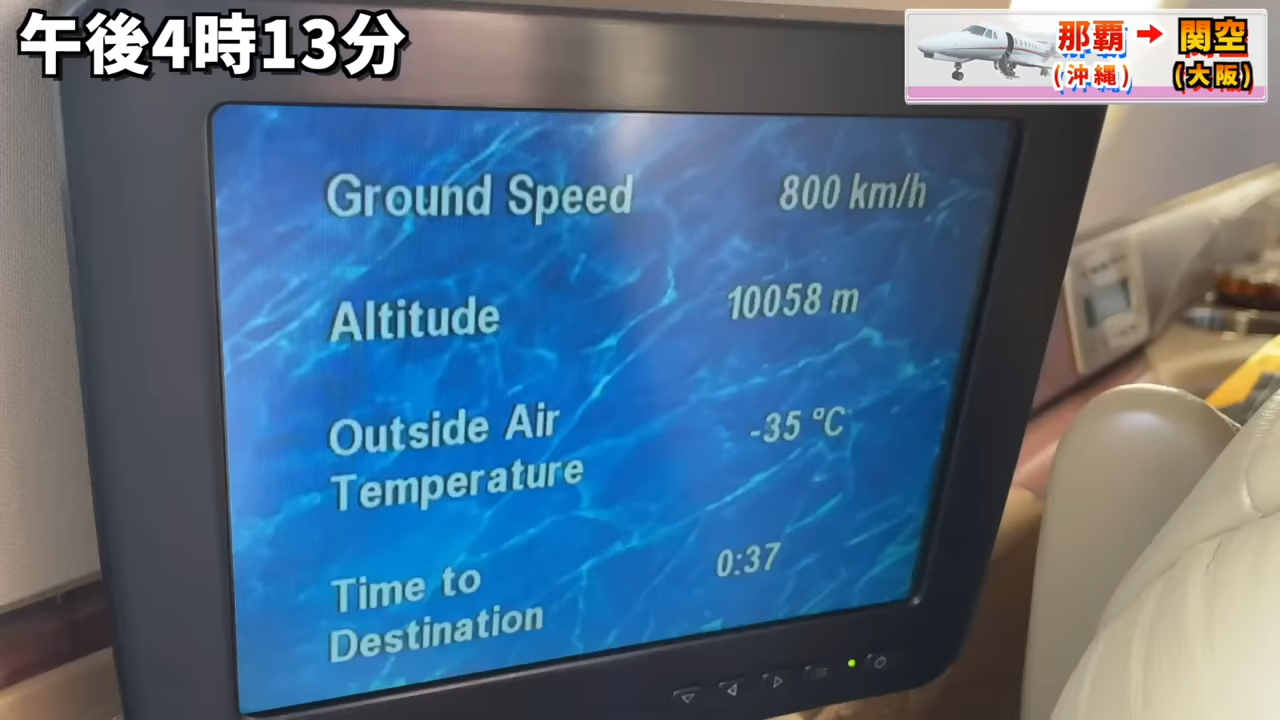 午後4時13分
那覇 → 関空
(沖縄) (大阪)
Ground Speed 800 km/h
Altitude 10058 m
Outside Air
Temperature -35 °C
Time to
Destination 0:37